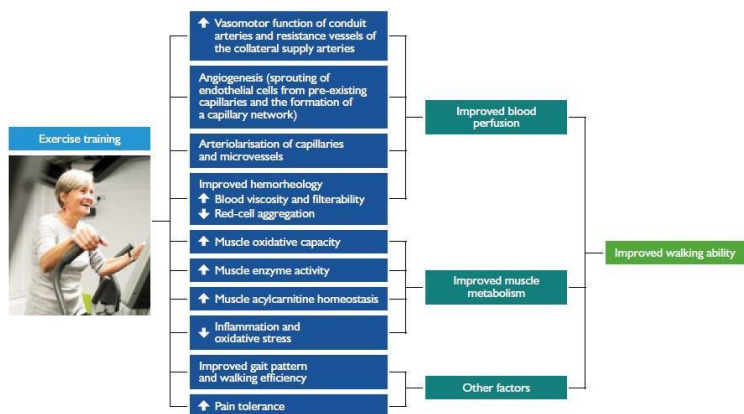 Exercise training
↑ Vasomotor function of conduit
arteries and resistance vessels of
the collateral supply arteries
Angiogenesis (sprouting of
endothelial cells from pre-existing
capillaries and the formation of
a capillary network)
Arteriolarisation of capillaries
and microvessels
Improved hemorheology
↑ Blood viscosity and filterability
↓ Red-cell aggregation
↑ Muscle oxidative capacity
↑ Muscle enzyme activity
↑ Muscle acylcarnitine homeostasis
↓ Inflammation and
oxidative stress
Improved gait pattern
and walking efficiency
↑ Pain tolerance
Improved blood
perfusion
Improved muscle
metabolism
Other factors
Improved walking ability